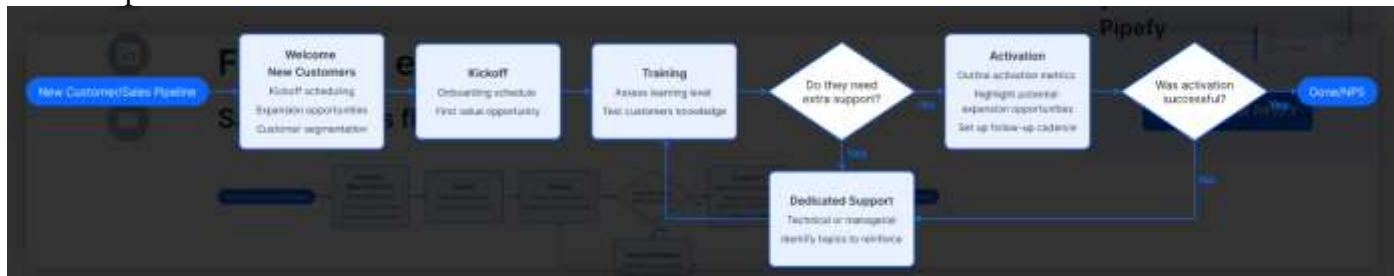 Pipefy
New Customer/Sales Pipeline
Welcome
New Customers
Kickoff scheduling
Expansion opportunities
Customer segmentation
Kickoff
Onboarding schedule
First value opportunity
Training
Assess learning level
Test customers knowledge
Do they need
extra support?
No
Yes
Activation
Outline activation metrics
Highlight potential
expansion opportunities
Set up follow-up cadence
Was activation
successful?
Yes
No
Done/NPS
Dedicated Support
Technical or managerial
Identify topics to reinforce